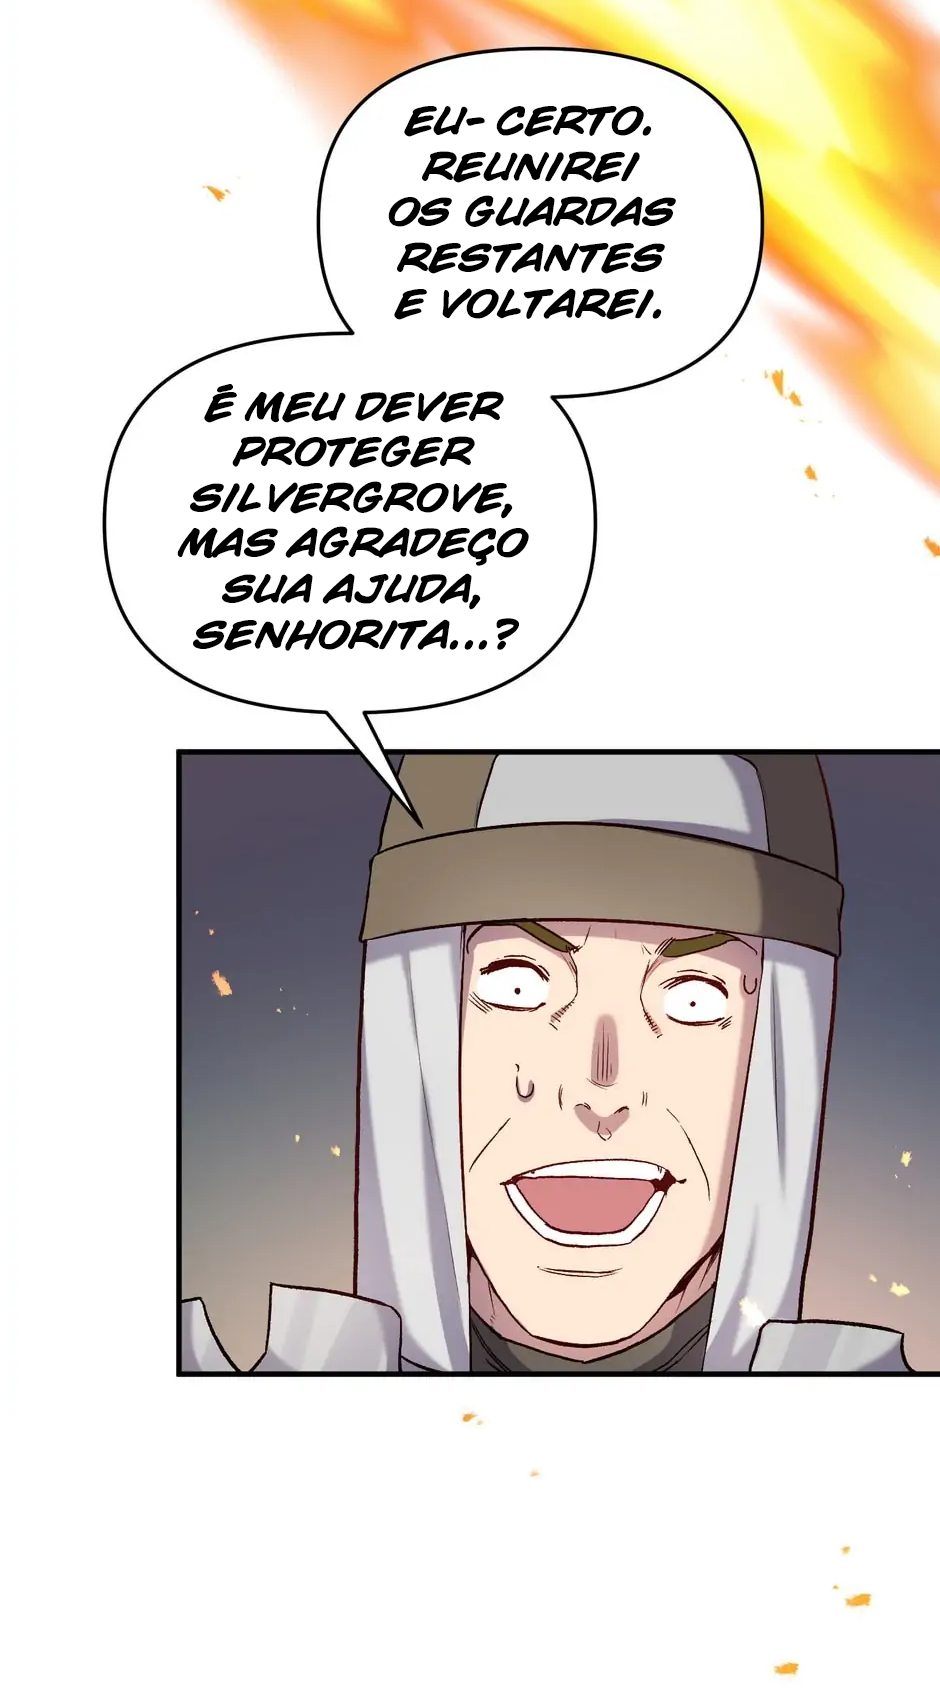 EU- CERTO.
REUNIREI
OS GUARDAS
RESTANTES
E VOLTAREI.
É MEU DEVER
PROTEGER
SILVERGROVE,
MAS AGRADEÇO
SUA AJUDA,
SENHORITA...?